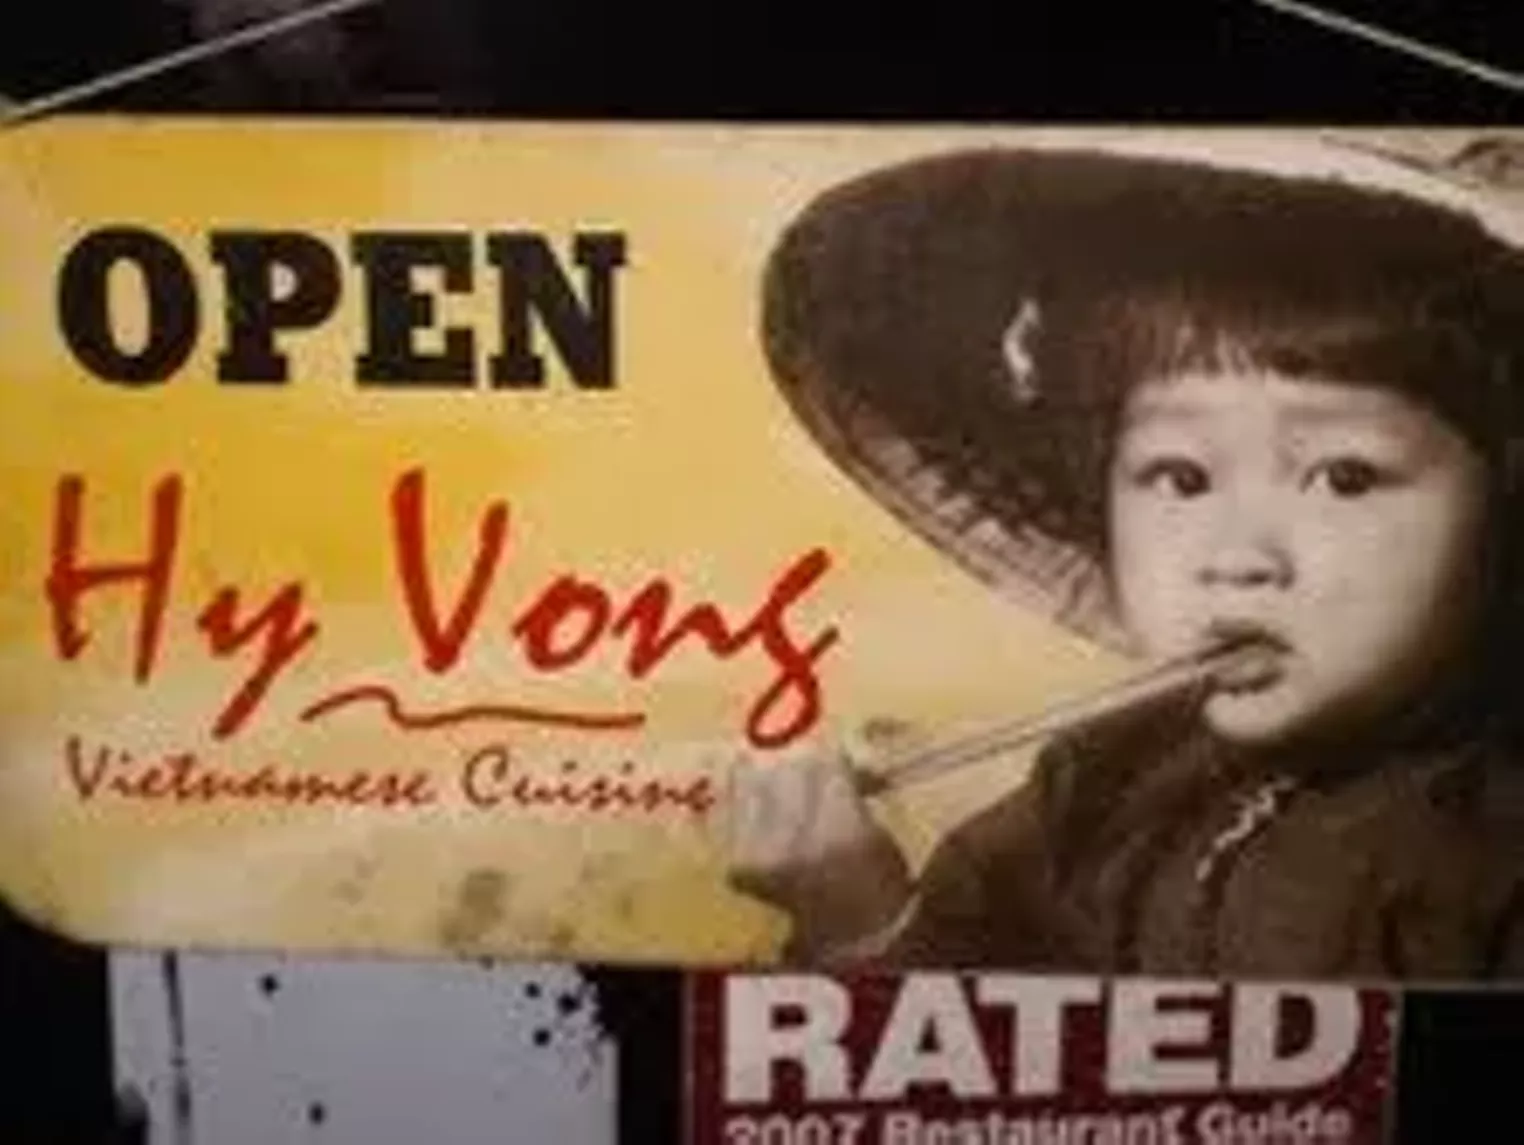 OPEN
Hy Vong
Vietnamese Cuisine
RATED
2007 Restaurant Guide